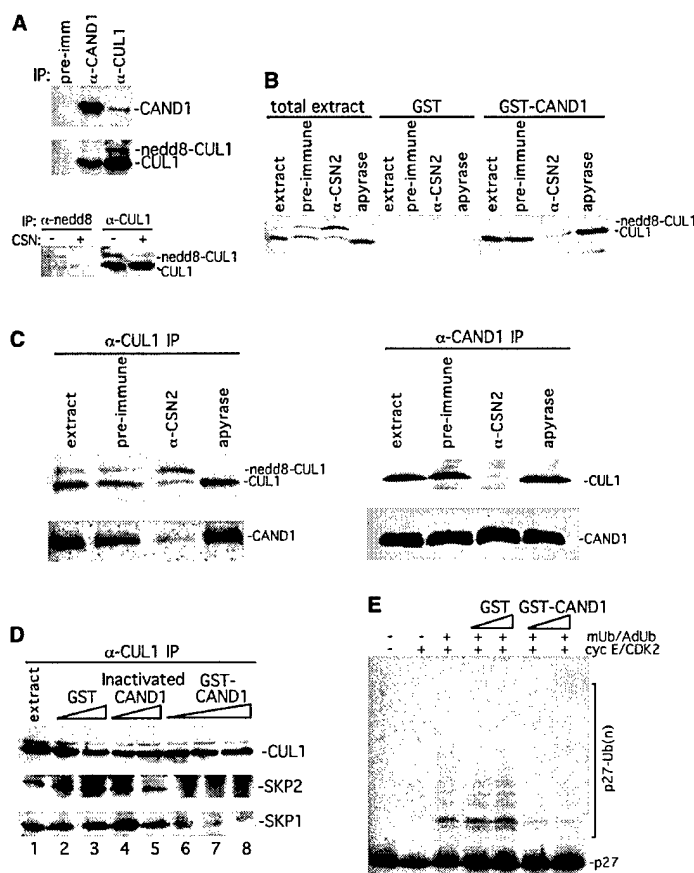 A
IP: pre-imm α-CAND1 α-CUL1
-CAND1
-nedd8-CUL1
-CUL1
IP: α-nedd8 α-CUL1
CSN: - + - +
-nedd8-CUL1
CUL1
B
total extract GST GST-CAND1
extract pre-immune α-CSN2 apyrase extract pre-immune α-CSN2 apyrase extract pre-immune α-CSN2 apyrase
-nedd8-CUL1
-CUL1
C
α-CUL1 IP
extract pre-immune α-CSN2 apyrase
-nedd8-CUL1
-CUL1
-CAND1
α-CAND1 IP
extract pre-immune α-CSN2 apyrase
-CUL1
-CAND1
D
α-CUL1 IP
extract GST Inactivated CAND1 GST-CAND1
-CUL1
-SKP2
-SKP1
1 2 3 4 5 6 7 8
E
GST GST-CAND1
- - + + + + + mUb/AdUb
- + + + + + + cyc E/CDK2
p27-Ub(n)
-p27